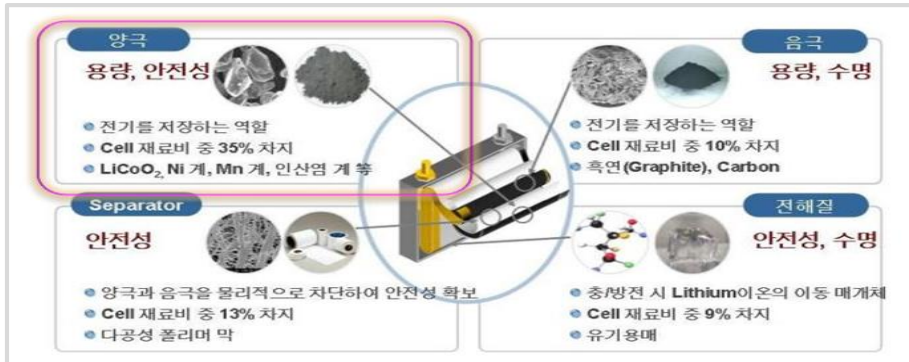 양극
용량, 안전성
전기를 저장하는 역할
Cell 재료비 중 35% 차지
LiCoO2, Ni 계, Mn 계, 인산염 계 등
음극
용량, 수명
전기를 저장하는 역할
Cell 재료비 중 10% 차지
흑연(Graphite), Carbon
Separator
안전성
양극과 음극을 물리적으로 차단하여 안전성 확보
Cell 재료비 중 13% 차지
다공성 폴리머 막
전해질
안전성, 수명
충/방전 시 Lithium이온의 이동 매개체
Cell 재료비 중 9% 차지
유기용매